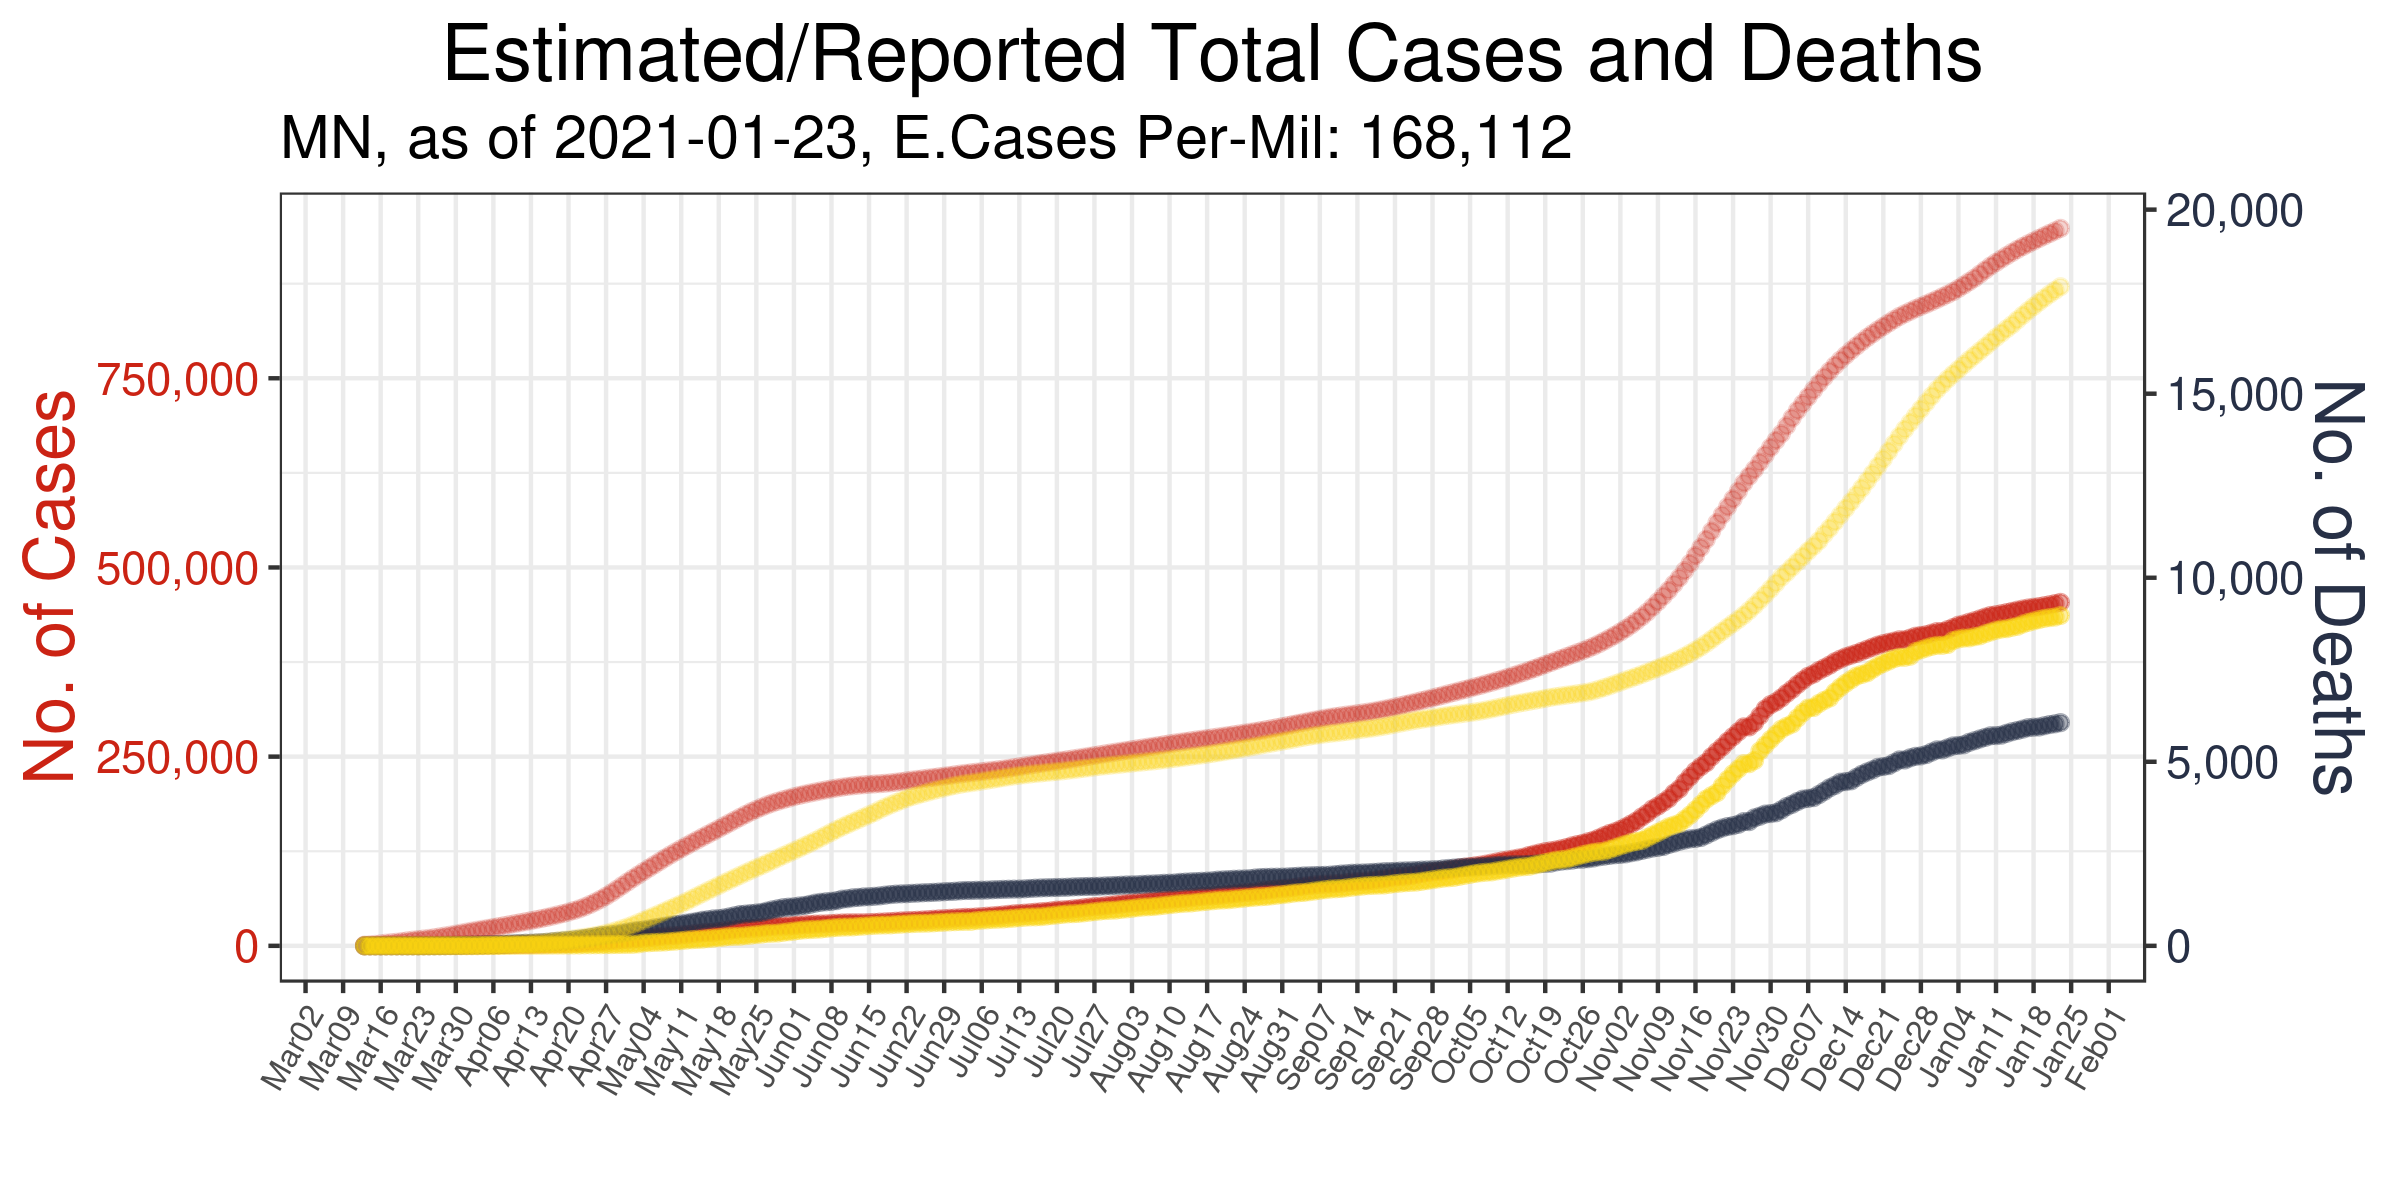 Estimated/Reported Total Cases and Deaths
MN, as of 2021-01-23, E.Cases Per-Mil: 168,112
No. of Cases
750,000
500,000
250,000
0
20,000
15,000
10,000
5,000
0
No. of Deaths
Mar02
Mar09
Mar16
Mar23
Mar30
Apr06
Apr13
Apr20
Apr27
May04
May11
May18
May25
Jun01
Jun08
Jun15
Jun22
Jun29
Jul06
Jul13
Jul20
Jul27
Aug03
Aug10
Aug17
Aug24
Aug31
Sep07
Sep14
Sep21
Sep28
Oct05
Oct12
Oct19
Oct26
Nov02
Nov09
Nov16
Nov23
Nov30
Dec07
Dec14
Dec21
Dec28
Jan04
Jan11
Jan18
Jan25
Feb01